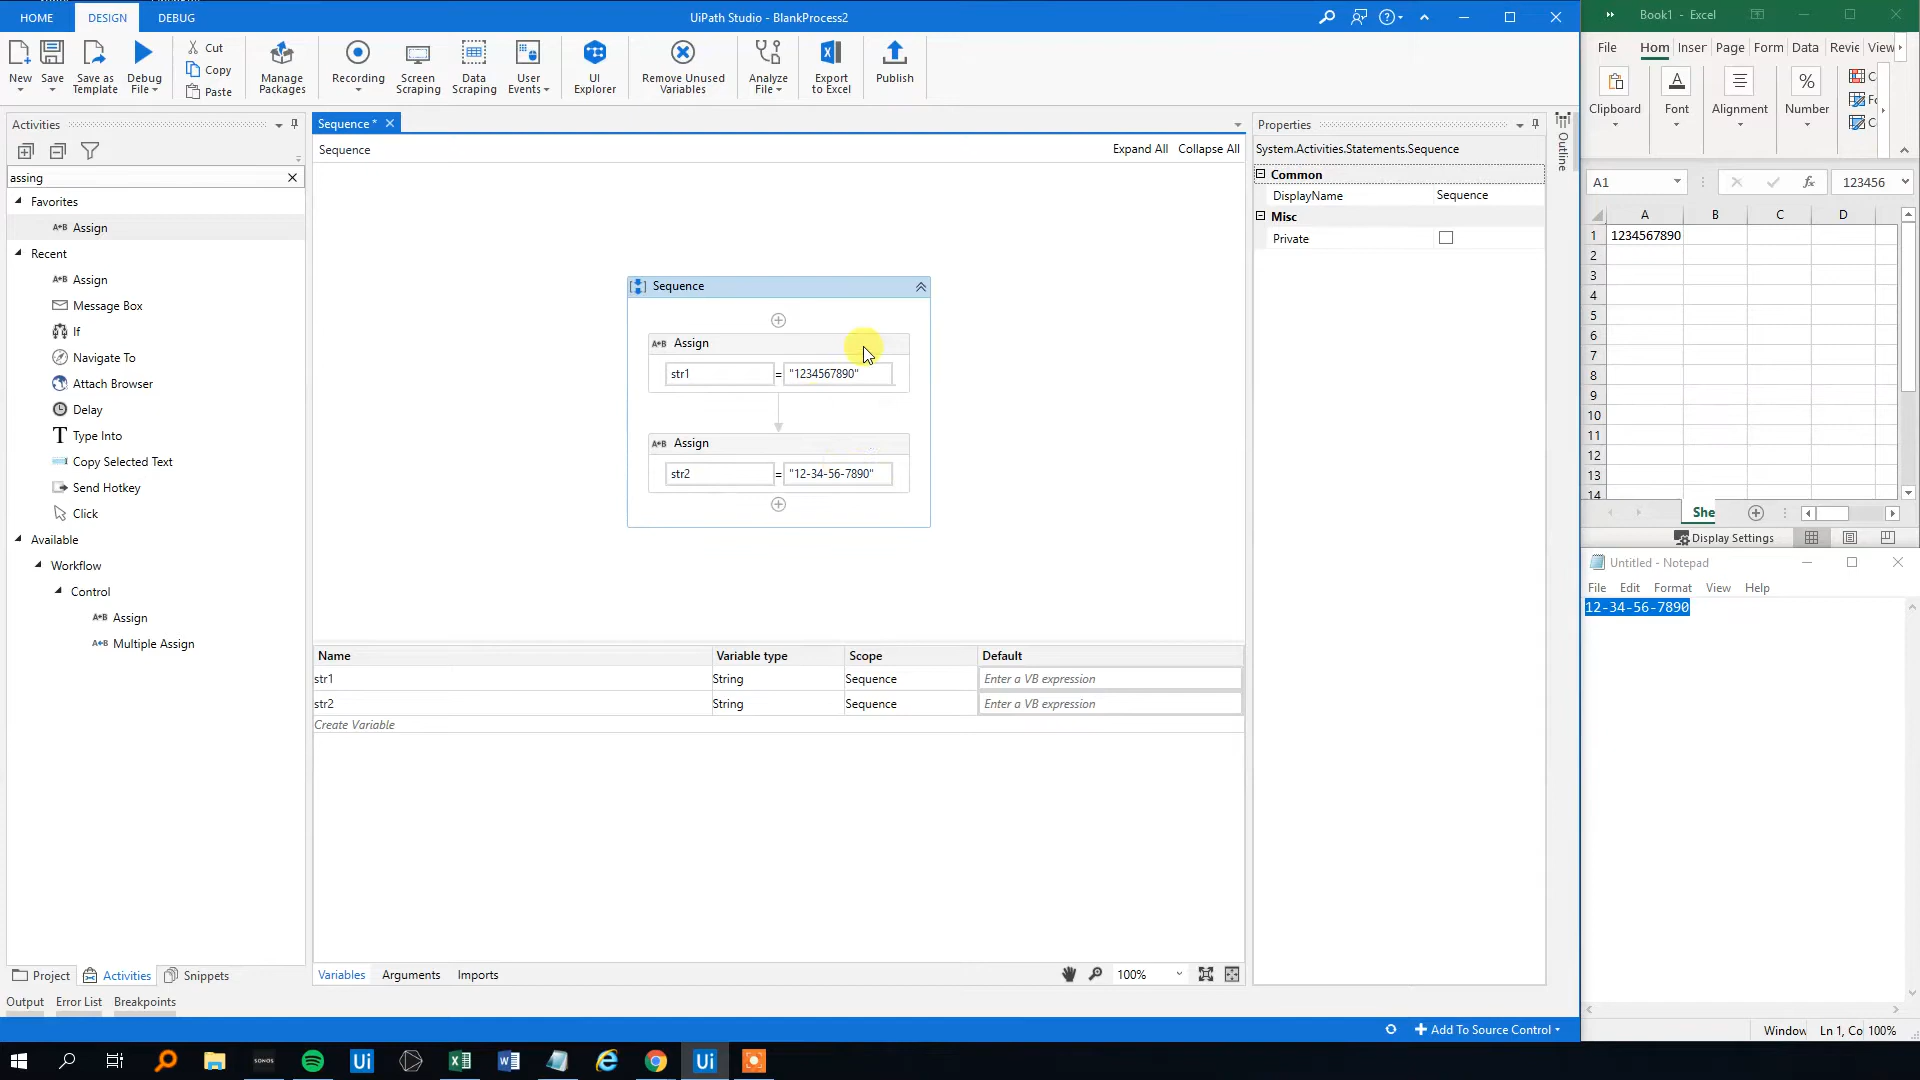 HOME
DESIGN
DEBUG
UiPath Studio - BlankProcess2
New
Save
Save as Template
Debug File
Cut
Copy
Paste
Manage Packages
Recording
Screen Scraping
Data Scraping
User Events
UI Explorer
Remove Unused Variables
Analyze File
Export to Excel
Publish
Activities
assing
Favorites
Assign
Recent
Assign
Message Box
If
Navigate To
Attach Browser
Delay
Type Into
Copy Selected Text
Send Hotkey
Click
Available
Workflow
Control
Assign
Multiple Assign
Project
Activities
Snippets
Output
Error List
Breakpoints
Sequence *
Sequence
Expand All
Collapse All
Sequence
A+B Assign
str1 = "1234567890"
A+B Assign
str2 = "12-34-56-7890"
Name Variable type Scope Default
str1 String Sequence Enter a VB expression
str2 String Sequence Enter a VB expression
Create Variable
Variables
Arguments
Imports
100%
Properties
System.Activities.Statements.Sequence
Common
DisplayName Sequence
Misc
Private
Outline
Add To Source Control
Book1 - Excel
File Hom Inser Page Form Data Revie View
Clipboard
Font
Alignment
Number
A1
fx
123456
A B C D
1 1234567890
2
3
4
5
6
7
8
9
10
11
12
13
14
She
Display Settings
Untitled - Notepad
File Edit Format View Help
12-34-56-7890
Window Ln 1, Co 100%
SONOS
Ui
Ui